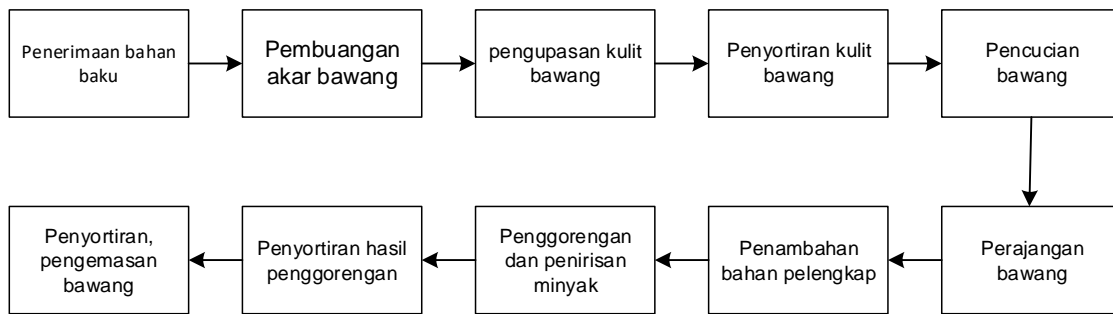 Penerimaan bahan
baku
Pembuangan
akar bawang
pengupasan kulit
bawang
Penyortiran kulit
bawang
Pencucian
bawang
Perajangan
bawang
Penambahan
bahan pelengkap
Penggorengan
dan penirisan
minyak
Penyortiran hasil
penggorengan
Penyortiran,
pengemasan
bawang